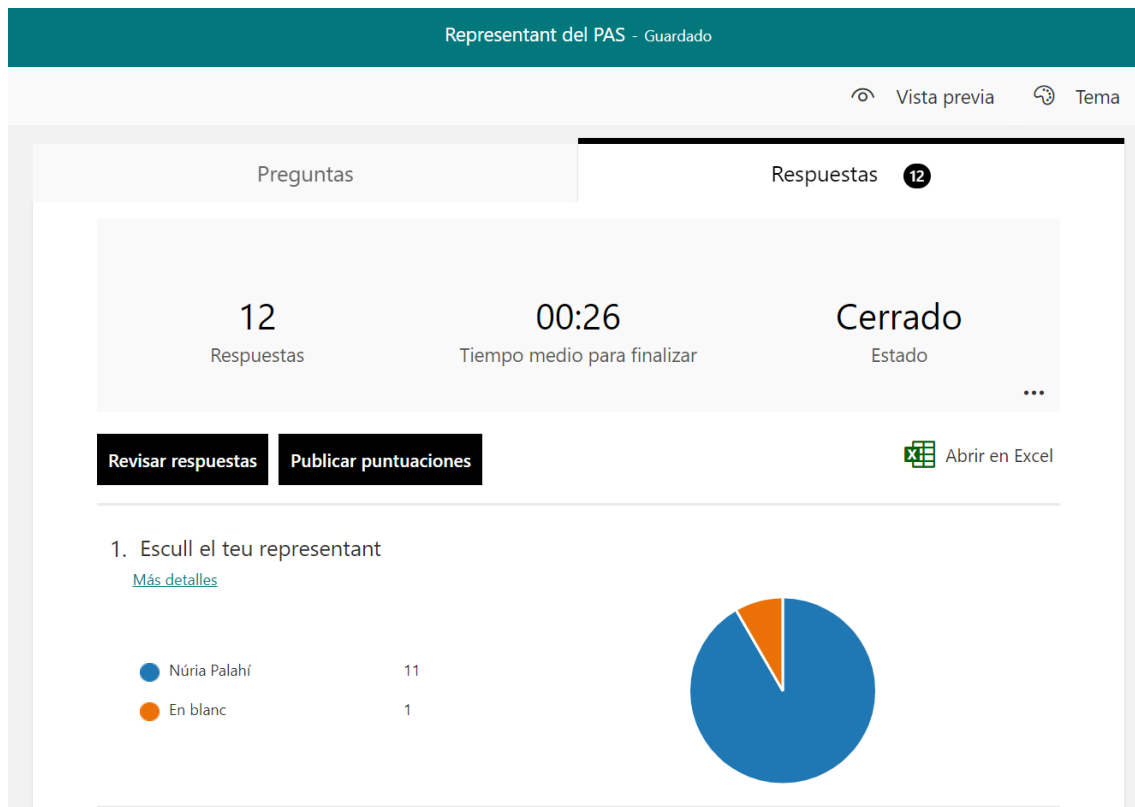 Representant del PAS - Guardado
Vista previa Tema
Preguntas Respuestas 12
12 00:26 Cerrado
Respuestas Tiempo medio para finalizar Estado
...
Revisar respuestas Publicar puntuaciones Abrir en Excel
1. Escull el teu representant
Más detalles
Núria Palahí 11
En blanc 1